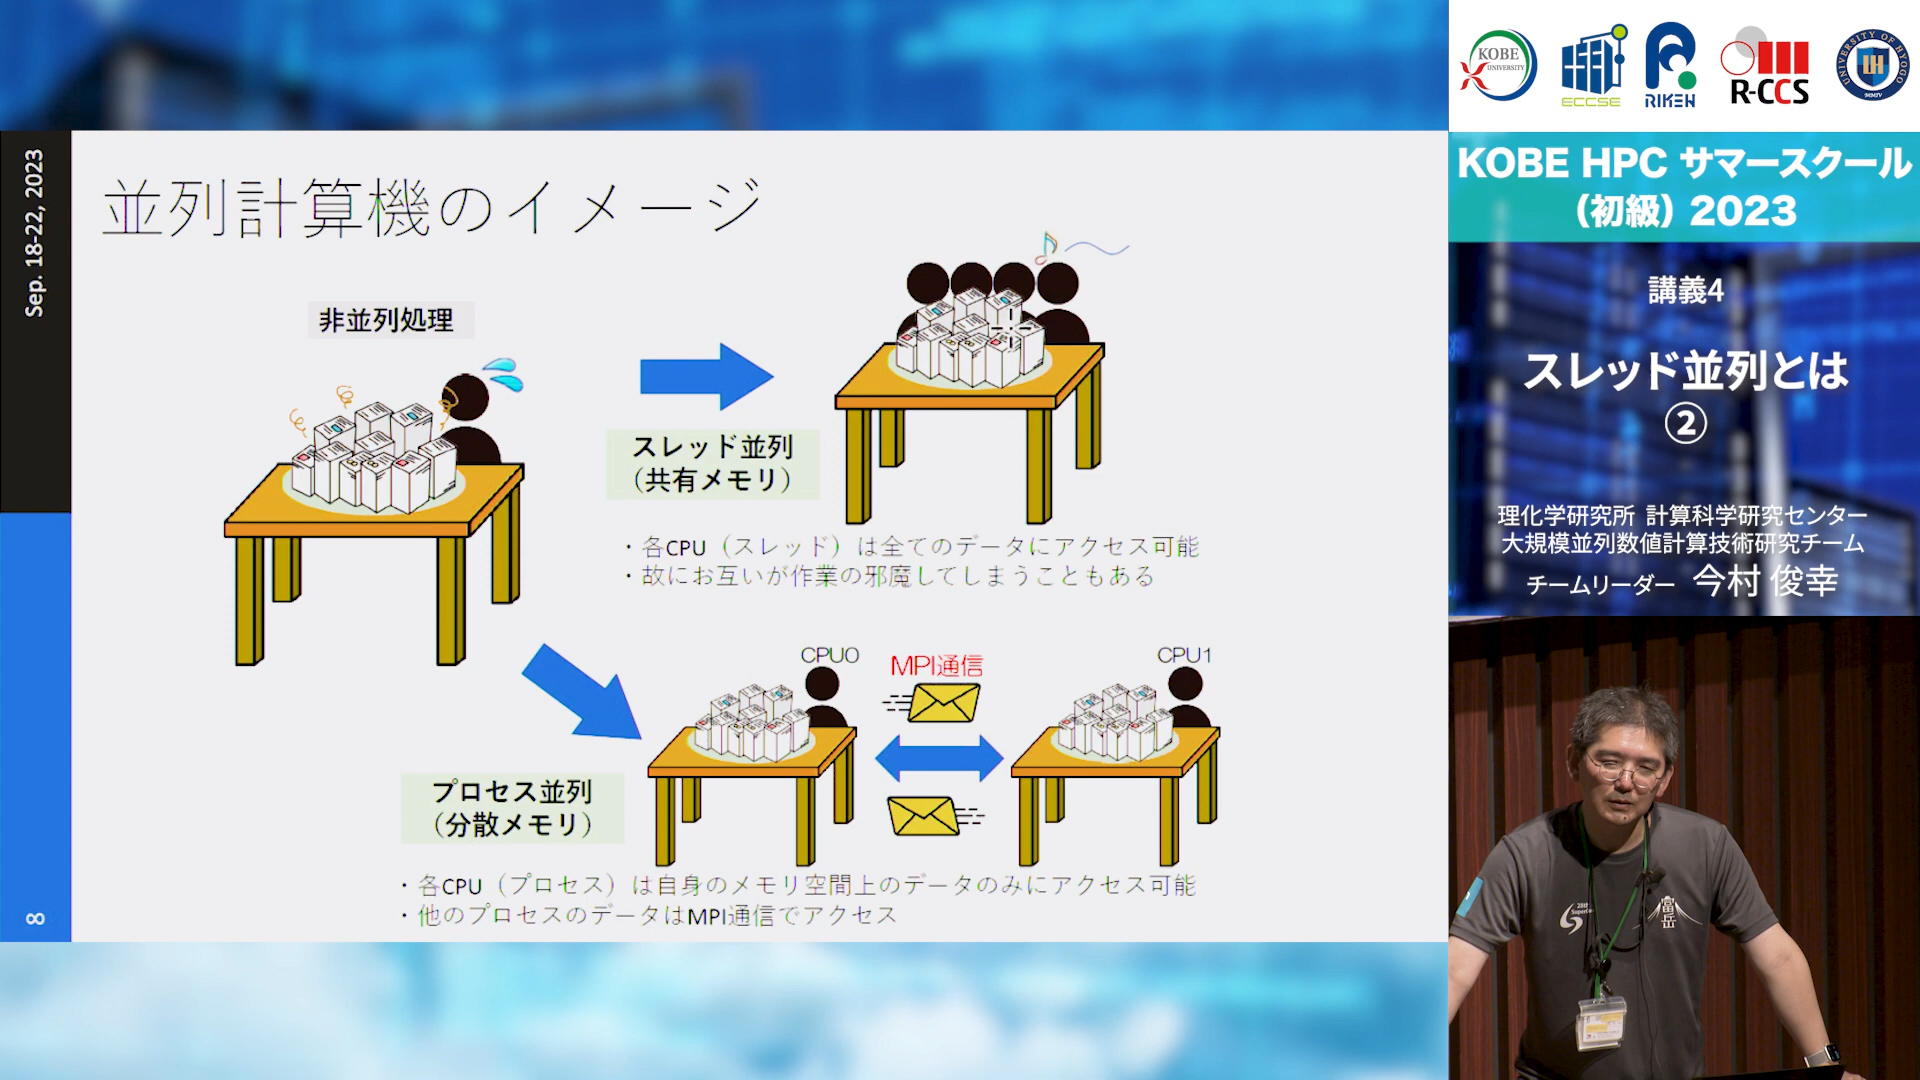 Sep. 18-22, 2023
8
並列計算機のイメージ
非並列処理
スレッド並列
（共有メモリ）
・各CPU（スレッド）は全てのデータにアクセス可能
・故にお互いが作業の邪魔してしまうこともある
CPU0
MPI通信
CPU1
プロセス並列
（分散メモリ）
・各CPU（プロセス）は自身のメモリ空間上のデータのみにアクセス可能
・他のプロセスのデータはMPI通信でアクセス
KOBE
UNIVERSITY
ECCSE
RIKEN
R-CCS
UNIVERSITY OF HYOGO
KOBE HPC サマースクール
（初級）2023
講義4
スレッド並列とは
②
理化学研究所 計算科学研究センター
大規模並列数値計算技術研究チーム
チームリーダー 今村 俊幸
富岳